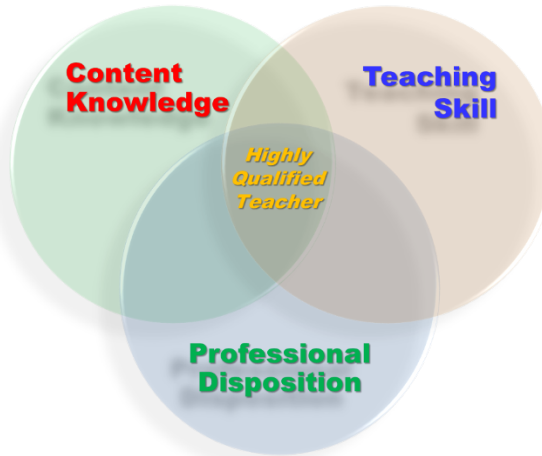 Content
Knowledge
Teaching
Skill
Highly
Qualified
Teacher
Professional
Disposition